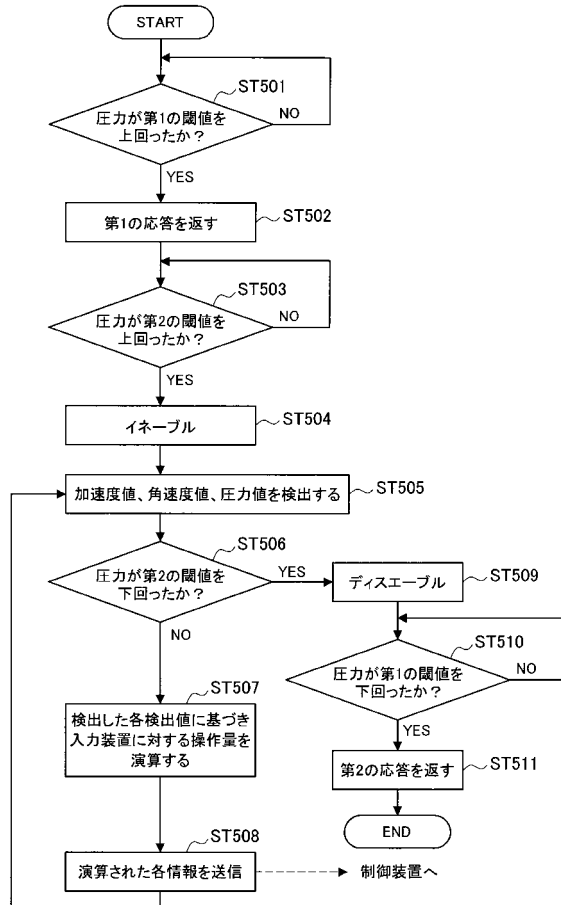 START
ST501
圧力が第1の閾値を
上回ったか？
NO
YES
第1の応答を返す
ST502
ST503
圧力が第2の閾値を
上回ったか？
NO
YES
イネーブル
ST504
加速度値、角速度値、圧力値を検出する
ST505
ST506
圧力が第2の閾値を
下回ったか？
YES
NO
ディスエーブル
ST509
ST510
圧力が第1の閾値を
下回ったか？
NO
YES
ST507
検出した各検出値に基づき
入力装置に対する操作量を
演算する
第2の応答を返す
ST511
END
ST508
演算された各情報を送信
制御装置へ